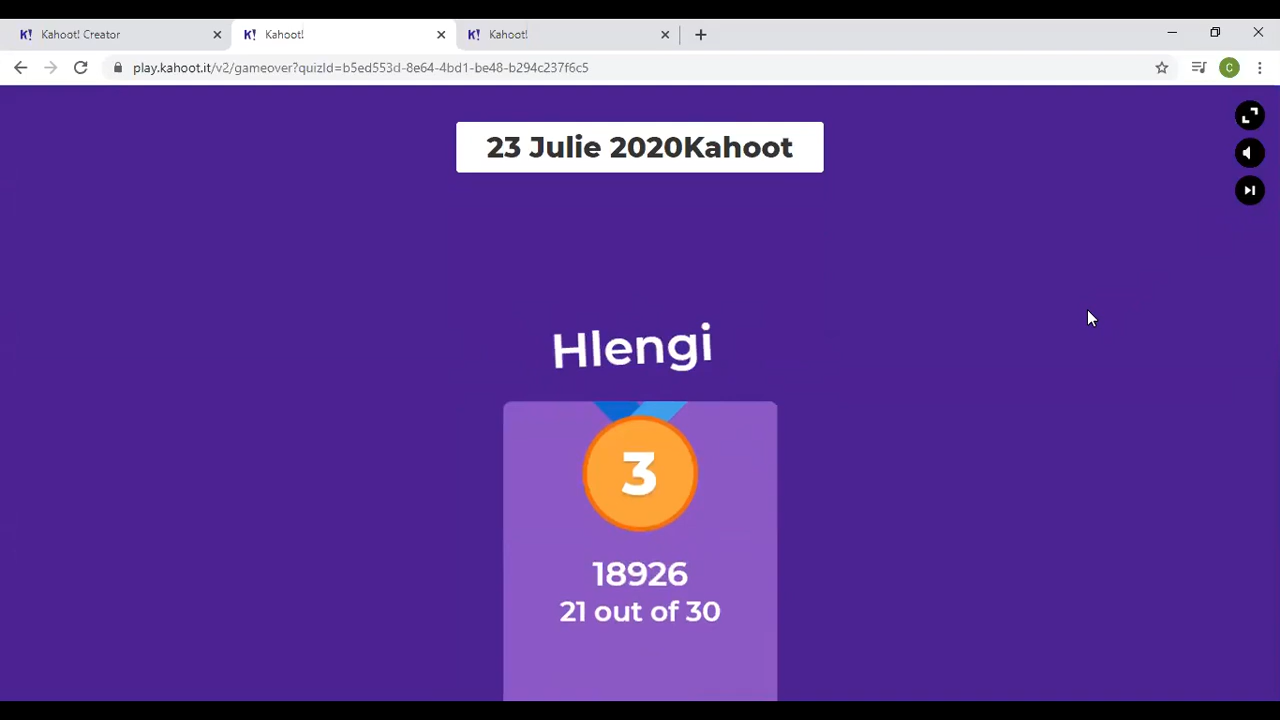 K! Kahoot! Creator
K! Kahoot!
K! Kahoot!
play.kahoot.it/v2/gameover?quizId=b5ed553d-8e64-4bd1-be48-b294c237f6c5
C
23 Julie 2020Kahoot
Hlengi
3
18926
21 out of 30